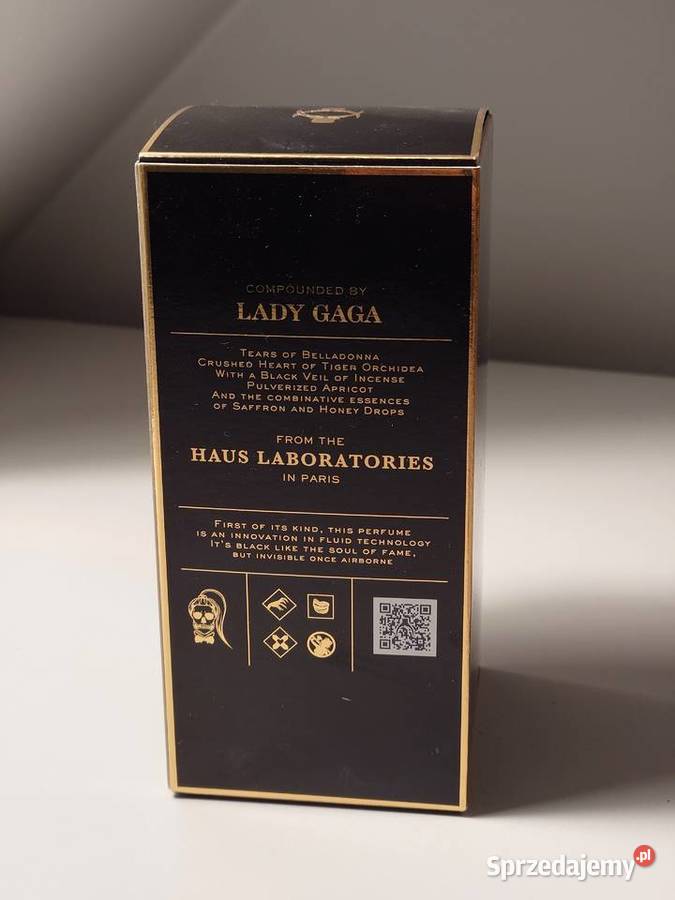 COMPOUNDED BY
LADY GAGA
TEARS OF BELLADONNA
CRUSHED HEART OF TIGER ORCHIDEA
WITH A BLACK VEIL OF INCENSE
PULVERIZED APRICOT
AND THE COMBINATIVE ESSENCES
OF SAFFRON AND HONEY DROPS
FROM THE
HAUS LABORATORIES
IN PARIS
FIRST OF ITS KIND, THIS PERFUME
IS AN INNOVATION IN FLUID TECHNOLOGY
IT'S BLACK LIKE THE SOUL OF FAME,
BUT INVISIBLE ONCE AIRBORNE
Sprzedajemy.pl